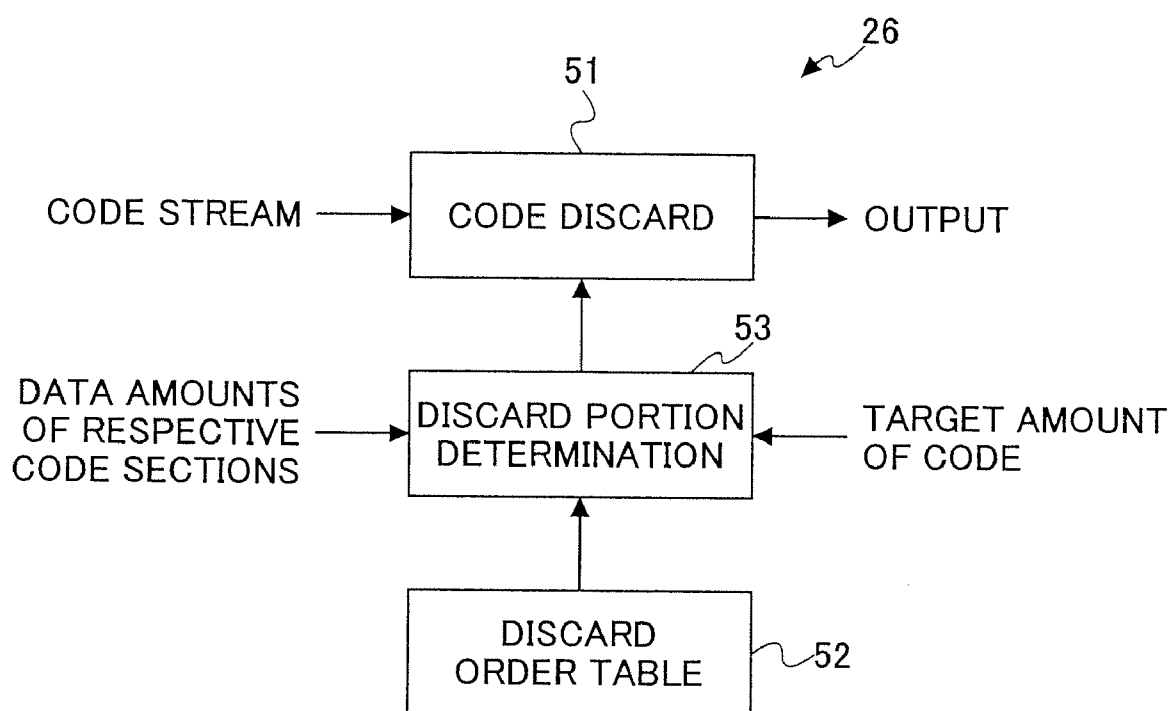 26
51
CODE STREAM
CODE DISCARD
OUTPUT
53
DATA AMOUNTS
OF RESPECTIVE
CODE SECTIONS
DISCARD PORTION
DETERMINATION
TARGET AMOUNT
OF CODE
DISCARD
ORDER TABLE
52